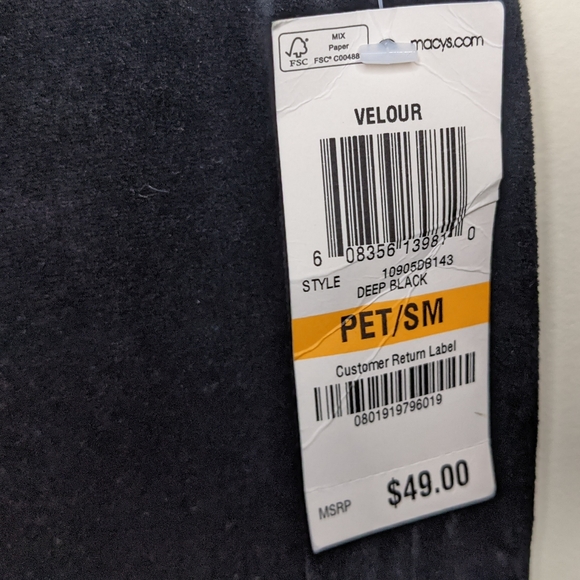 FSC
MIX
Paper
FSC® C00488
macys.com
VELOUR
6 08356 13981 0
STYLE 10905DB143
DEEP BLACK
PET/SM
Customer Return Label
0801919796019
MSRP $49.00